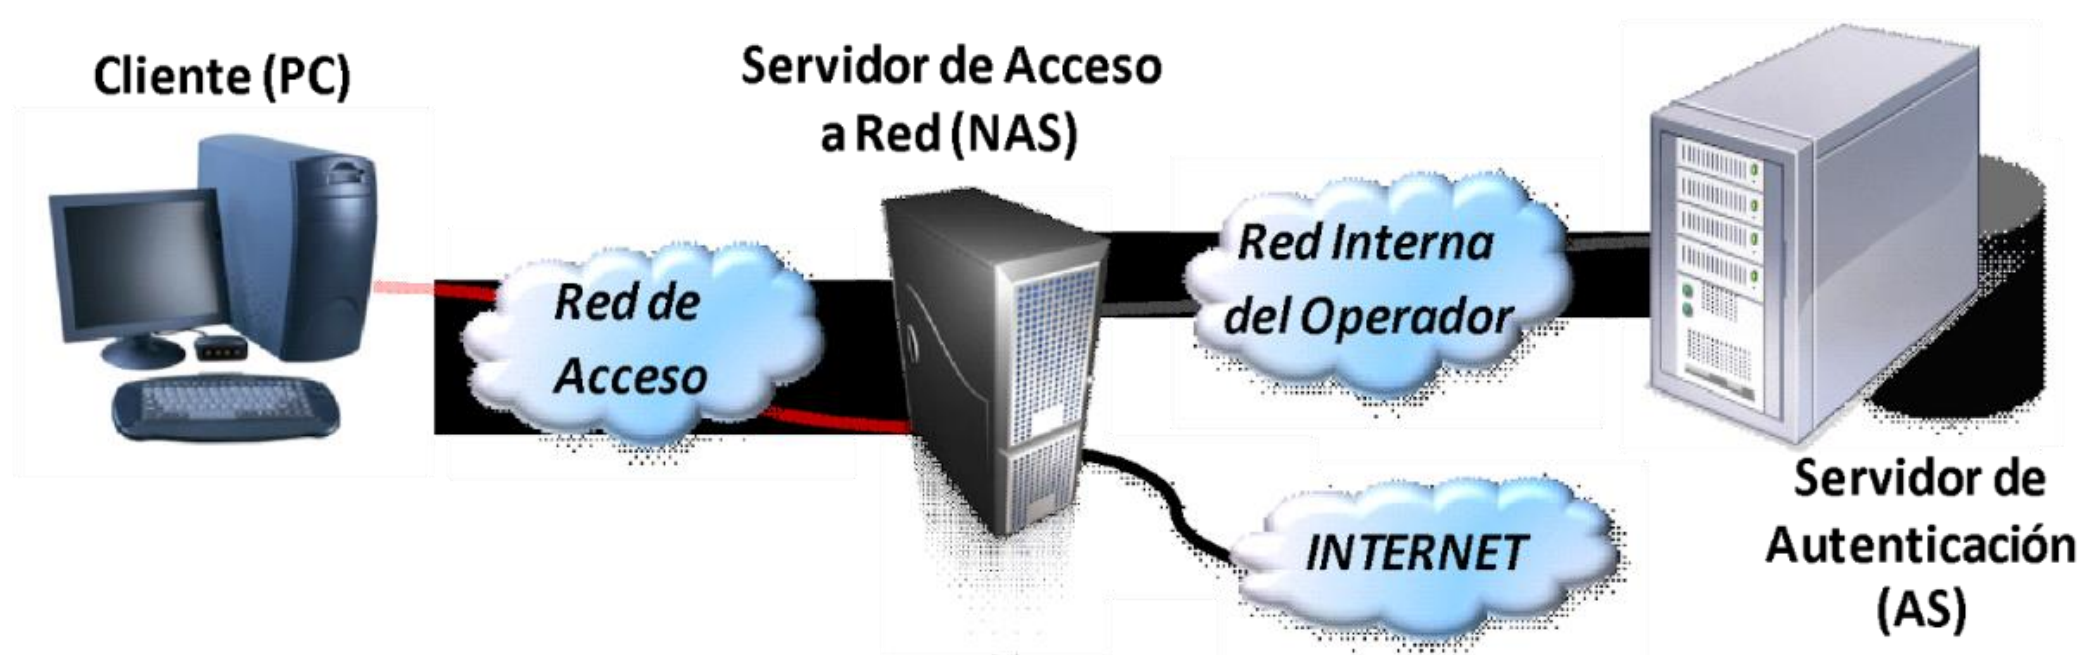 Cliente (PC)
Servidor de Acceso
a Red (NAS)
Red de
Acceso
Red Interna
del Operador
INTERNET
Servidor de
Autenticación
(AS)